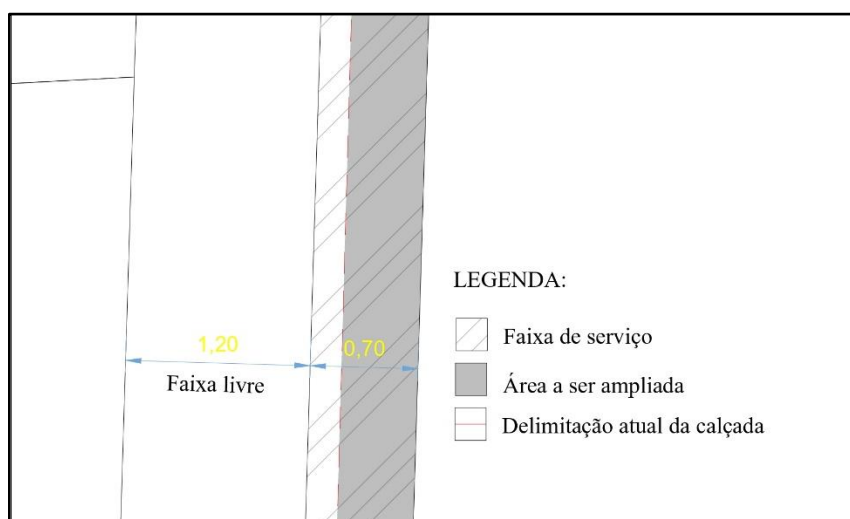 1,20
0,70
Faixa livre
LEGENDA:
Faixa de serviço
Área a ser ampliada
Delimitação atual da calçada